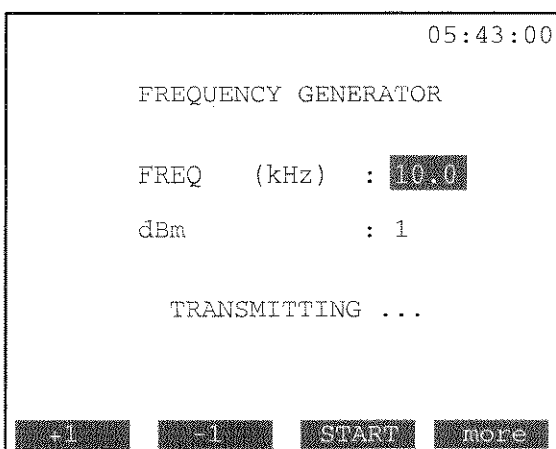 05:43:00
FREQUENCY GENERATOR
FREQ (kHz) : 10.0
dBm : 1
TRANSMITTING ...
+1 -1 START more